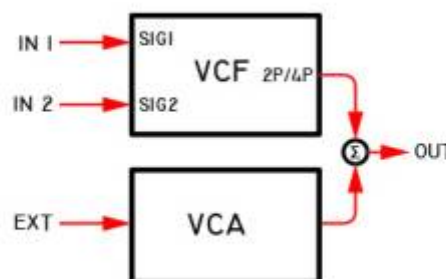 IN 1
SIG1
VCF 2P/4P
IN 2
SIG2
Σ
OUT
EXT
VCA